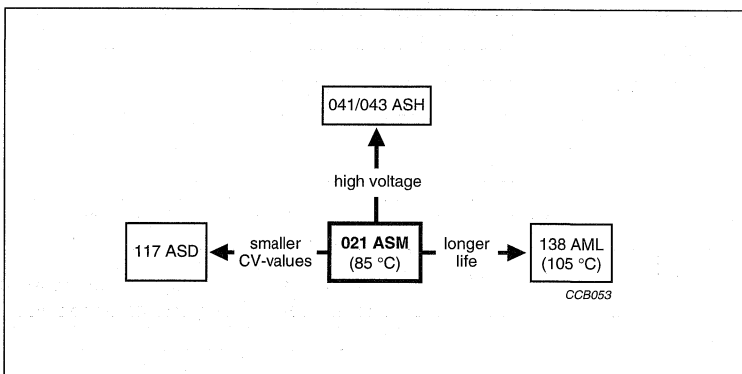 041/043 ASH
high voltage
117 ASD
smaller
CV-values
021 ASM
(85 °C)
longer
life
138 AML
(105 °C)
CCB053